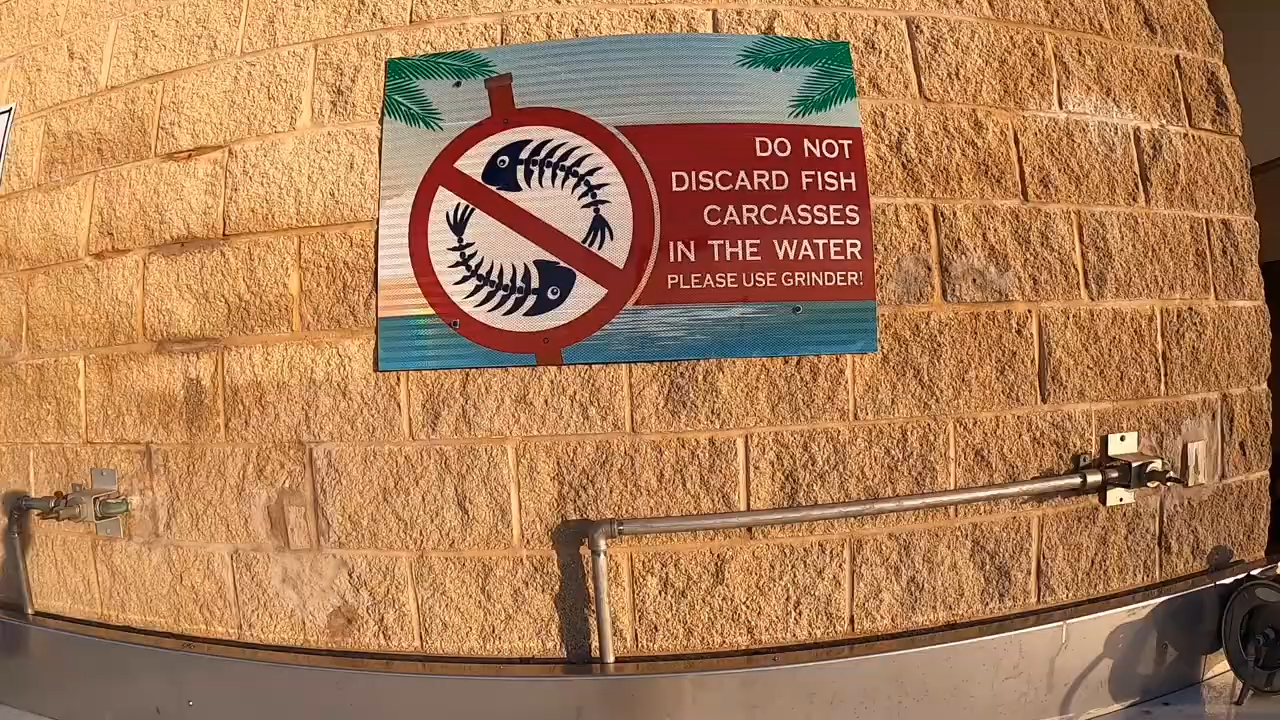 DO NOT
DISCARD FISH
CARCASSES
IN THE WATER
PLEASE USE GRINDER!